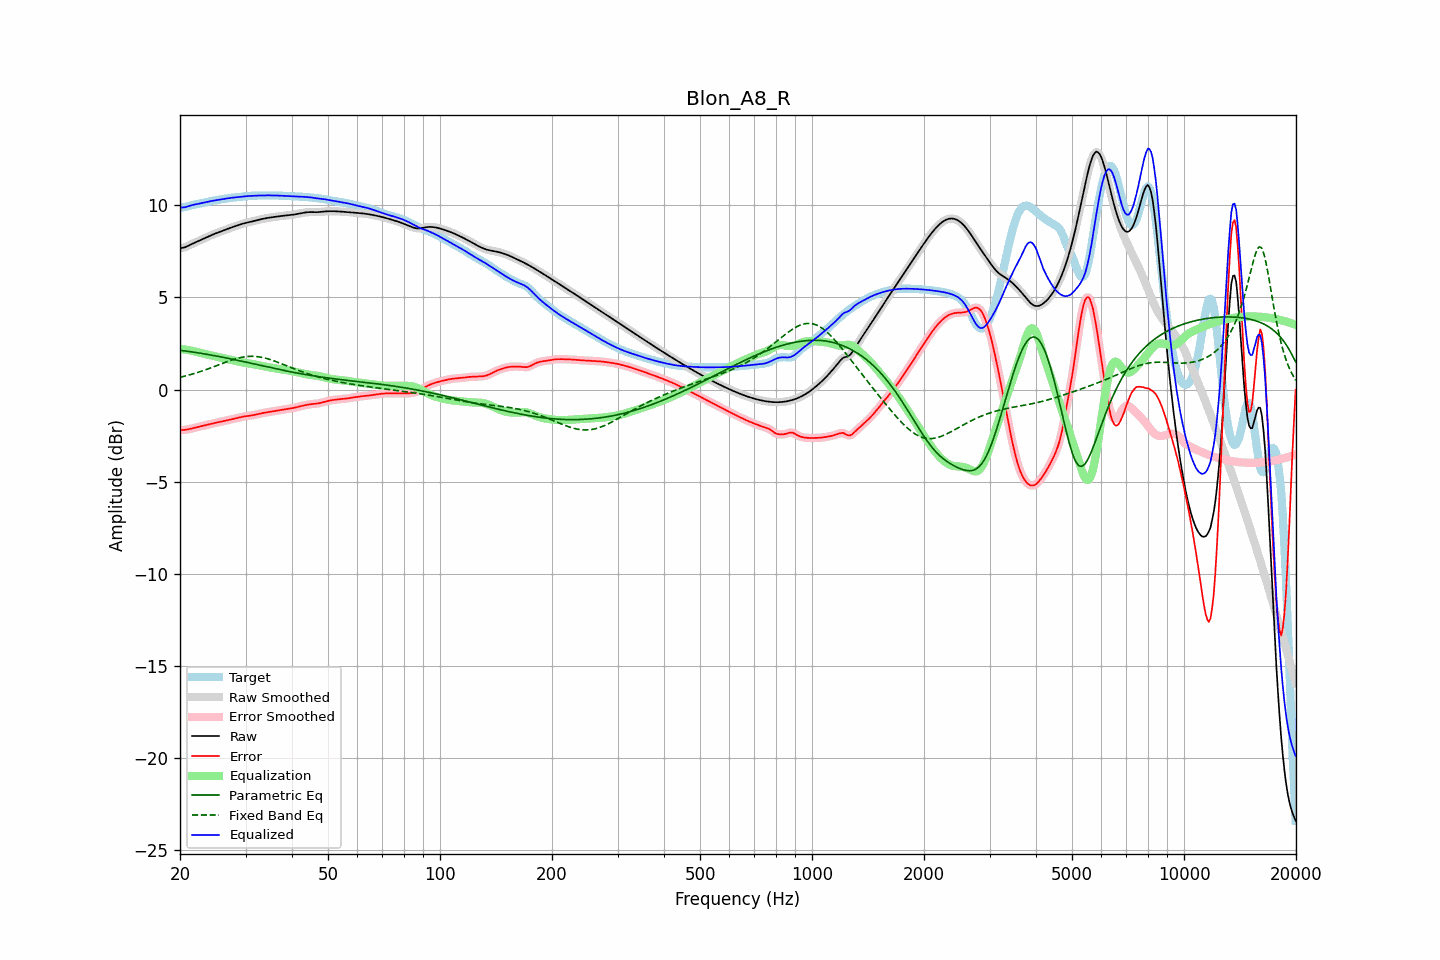 Blon_A8_R
Amplitude (dBr)
10
5
0
−5
−10
−15
−20
−25
Target
Raw Smoothed
Error Smoothed
Raw
Error
Equalization
Parametric Eq
Fixed Band Eq
Equalized
20 50 100 200 500 1000 2000 5000 10000 20000
Frequency (Hz)